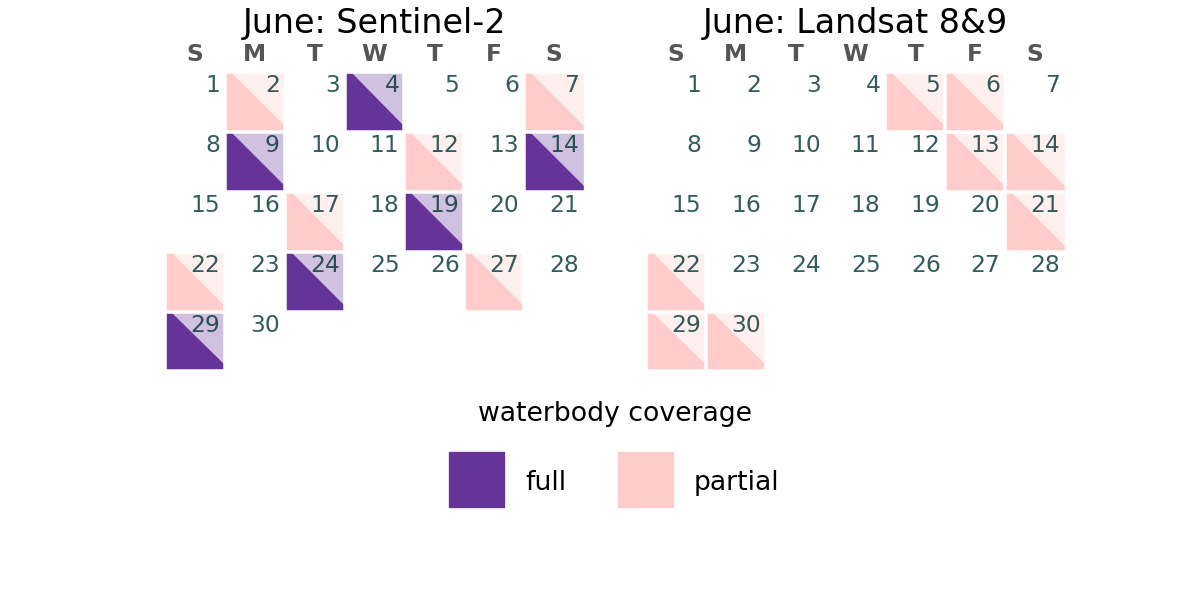 June: Sentinel-2
S M T W T F S
1 2 3 4 5 6 7
8 9 10 11 12 13 14
15 16 17 18 19 20 21
22 23 24 25 26 27 28
29 30
June: Landsat 8&9
S M T W T F S
1 2 3 4 5 6 7
8 9 10 11 12 13 14
15 16 17 18 19 20 21
22 23 24 25 26 27 28
29 30
waterbody coverage
full partial